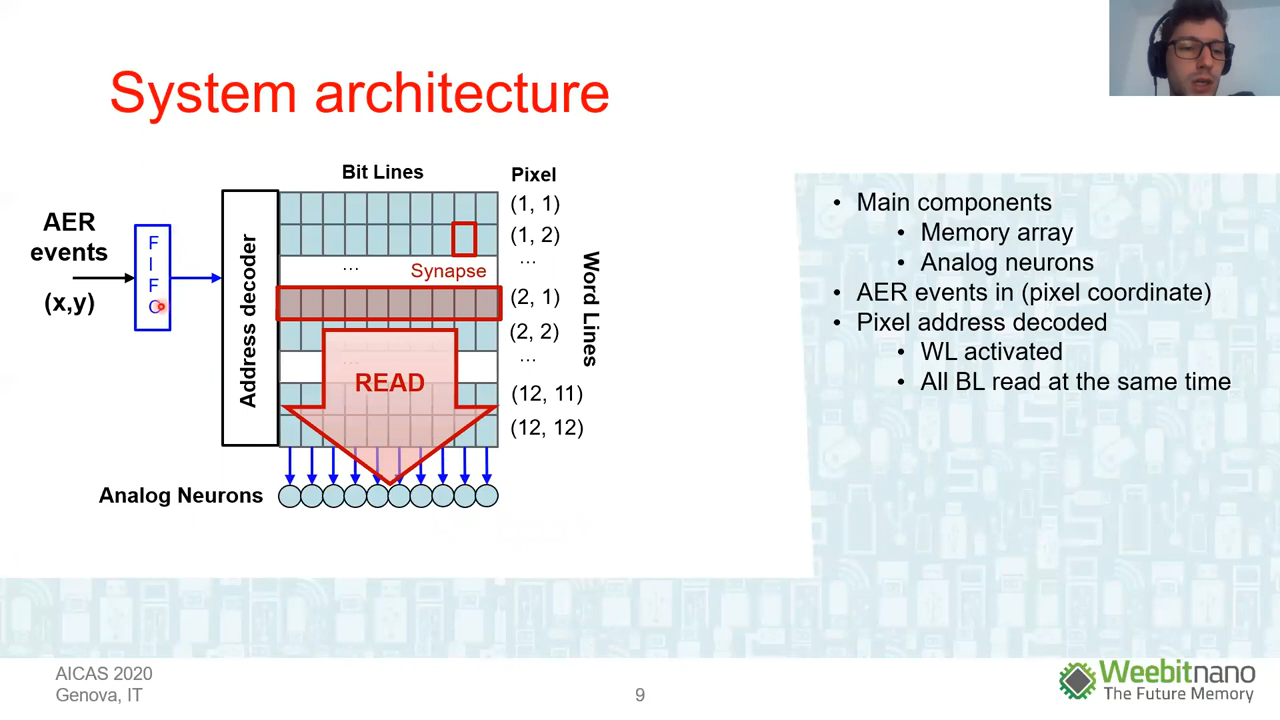 System architecture
Bit Lines
Pixel
AER
events
(x,y)
F
I
F
O
Address decoder
(1, 1)
(1, 2)
...
Synapse
...
(2, 1)
(2, 2)
...
...
READ
(12, 11)
(12, 12)
Word Lines
Analog Neurons
• Main components
• Memory array
• Analog neurons
• AER events in (pixel coordinate)
• Pixel address decoded
• WL activated
• All BL read at the same time
AICAS 2020
Genova, IT
9
Weebitnano
The Future Memory